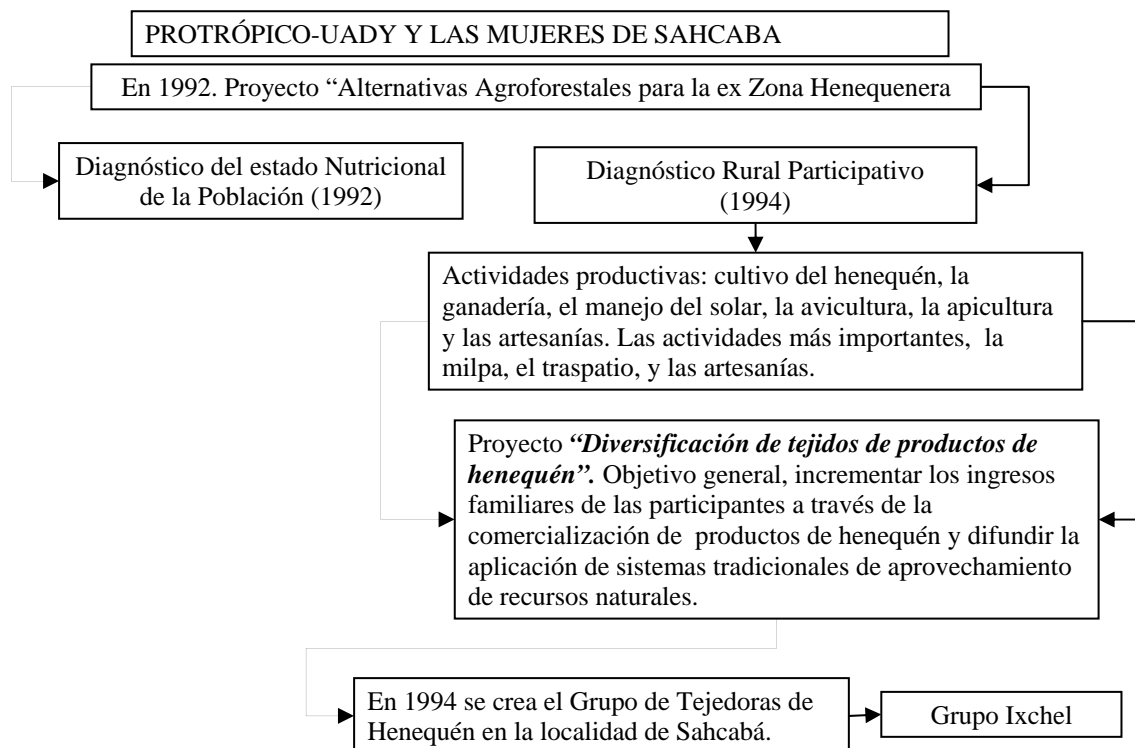 PROTRÓPICO-UADY Y LAS MUJERES DE SAHCABA
En 1992. Proyecto “Alternativas Agroforestales para la ex Zona Henequenera
Diagnóstico del estado Nutricional
de la Población (1992)
Diagnóstico Rural Participativo
(1994)
Actividades productivas: cultivo del henequén, la
ganadería, el manejo del solar, la avicultura, la apicultura
y las artesanías. Las actividades más importantes, la
milpa, el traspatio, y las artesanías.
Proyecto “Diversificación de tejidos de productos de
henequén”. Objetivo general, incrementar los ingresos
familiares de las participantes a través de la
comercialización de productos de henequén y difundir la
aplicación de sistemas tradicionales de aprovechamiento
de recursos naturales.
En 1994 se crea el Grupo de Tejedoras de
Henequén en la localidad de Sahcabá.
Grupo Ixchel